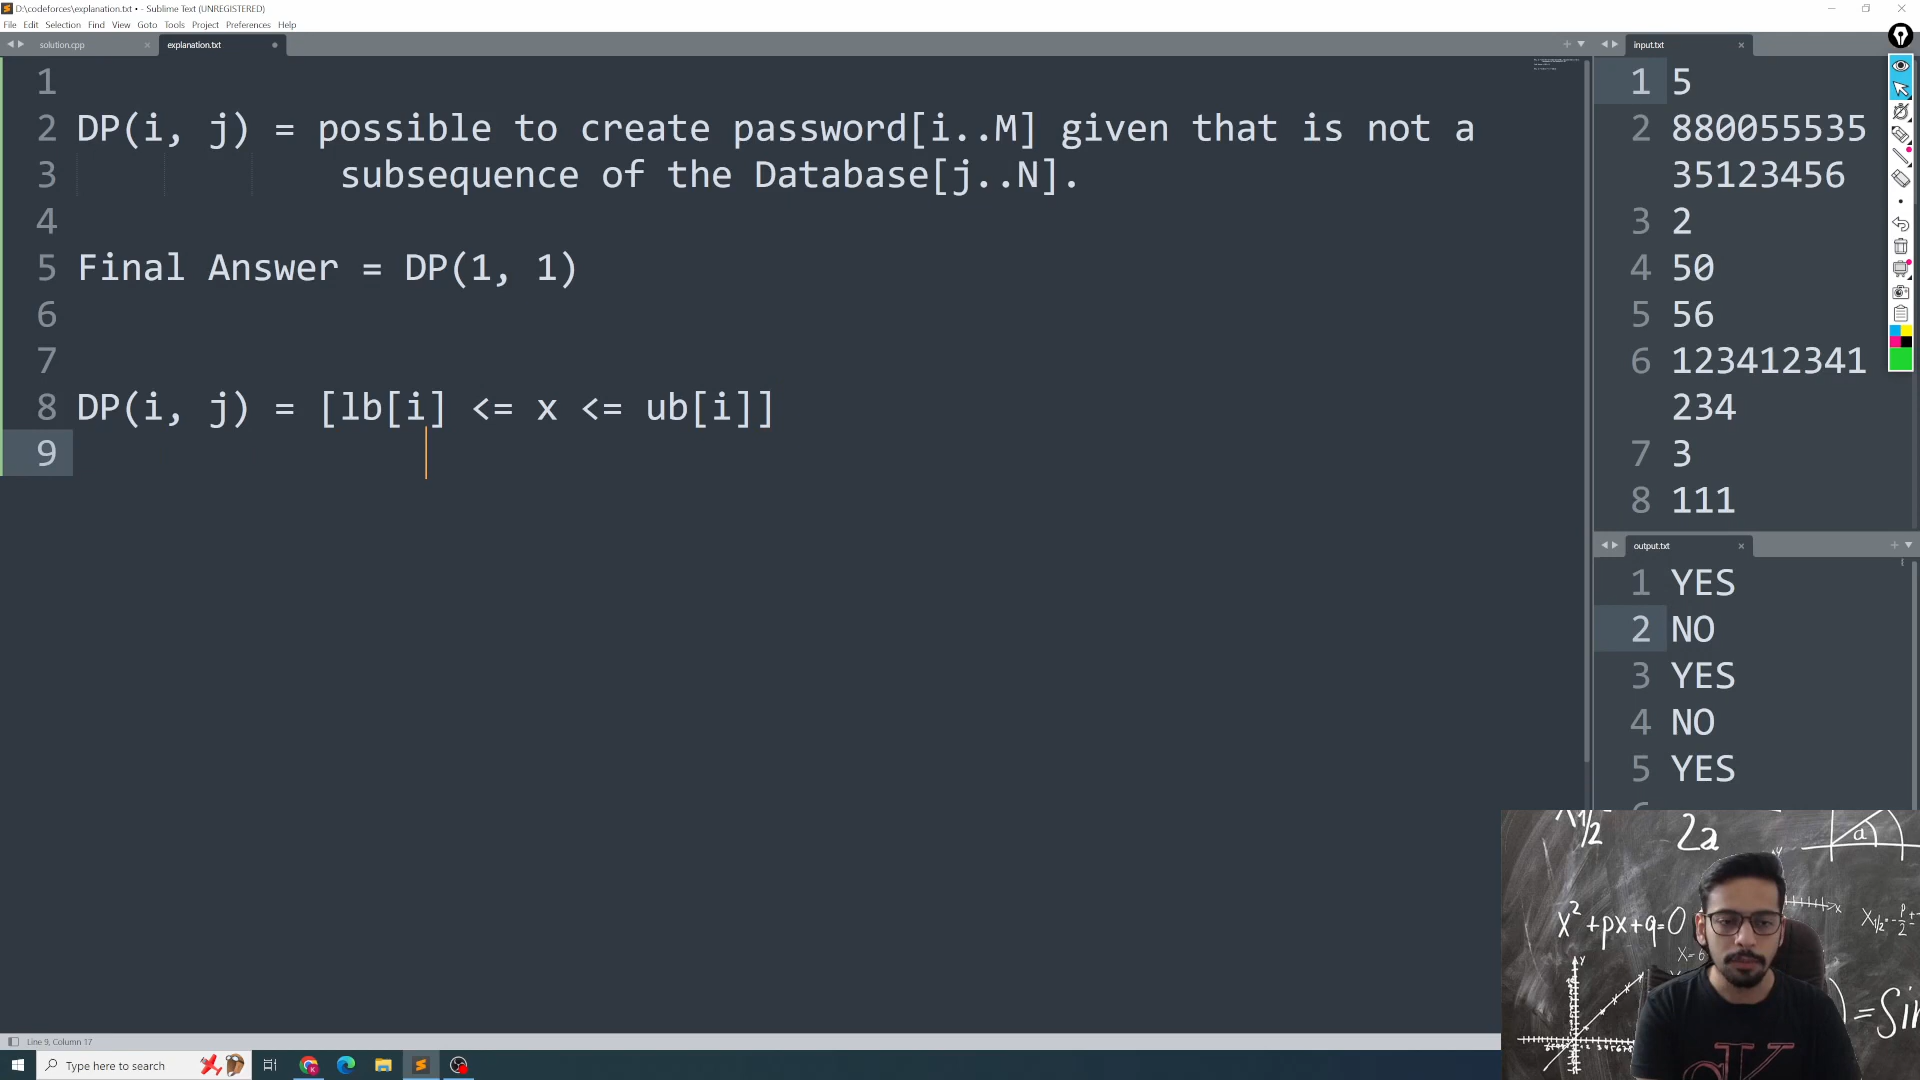 D:\codeforces\explanation.txt • - Sublime Text (UNREGISTERED)
File Edit Selection Find View Goto Tools Project Preferences Help
solution.cpp
explanation.txt
1
2 DP(i, j) = possible to create password[i..M] given that is not a
3 subsequence of the Database[j..N].
4
5 Final Answer = DP(1, 1)
6
7
8 DP(i, j) = [lb[i] <= x <= ub[i]]
9
input.txt
1 5
2 880055535
35123456
3 2
4 50
5 56
6 123412341
234
7 3
8 111
output.txt
1 YES
2 NO
3 YES
4 NO
5 YES
2a
a
x² + px + q = 0
Line 9, Column 17
Type here to search